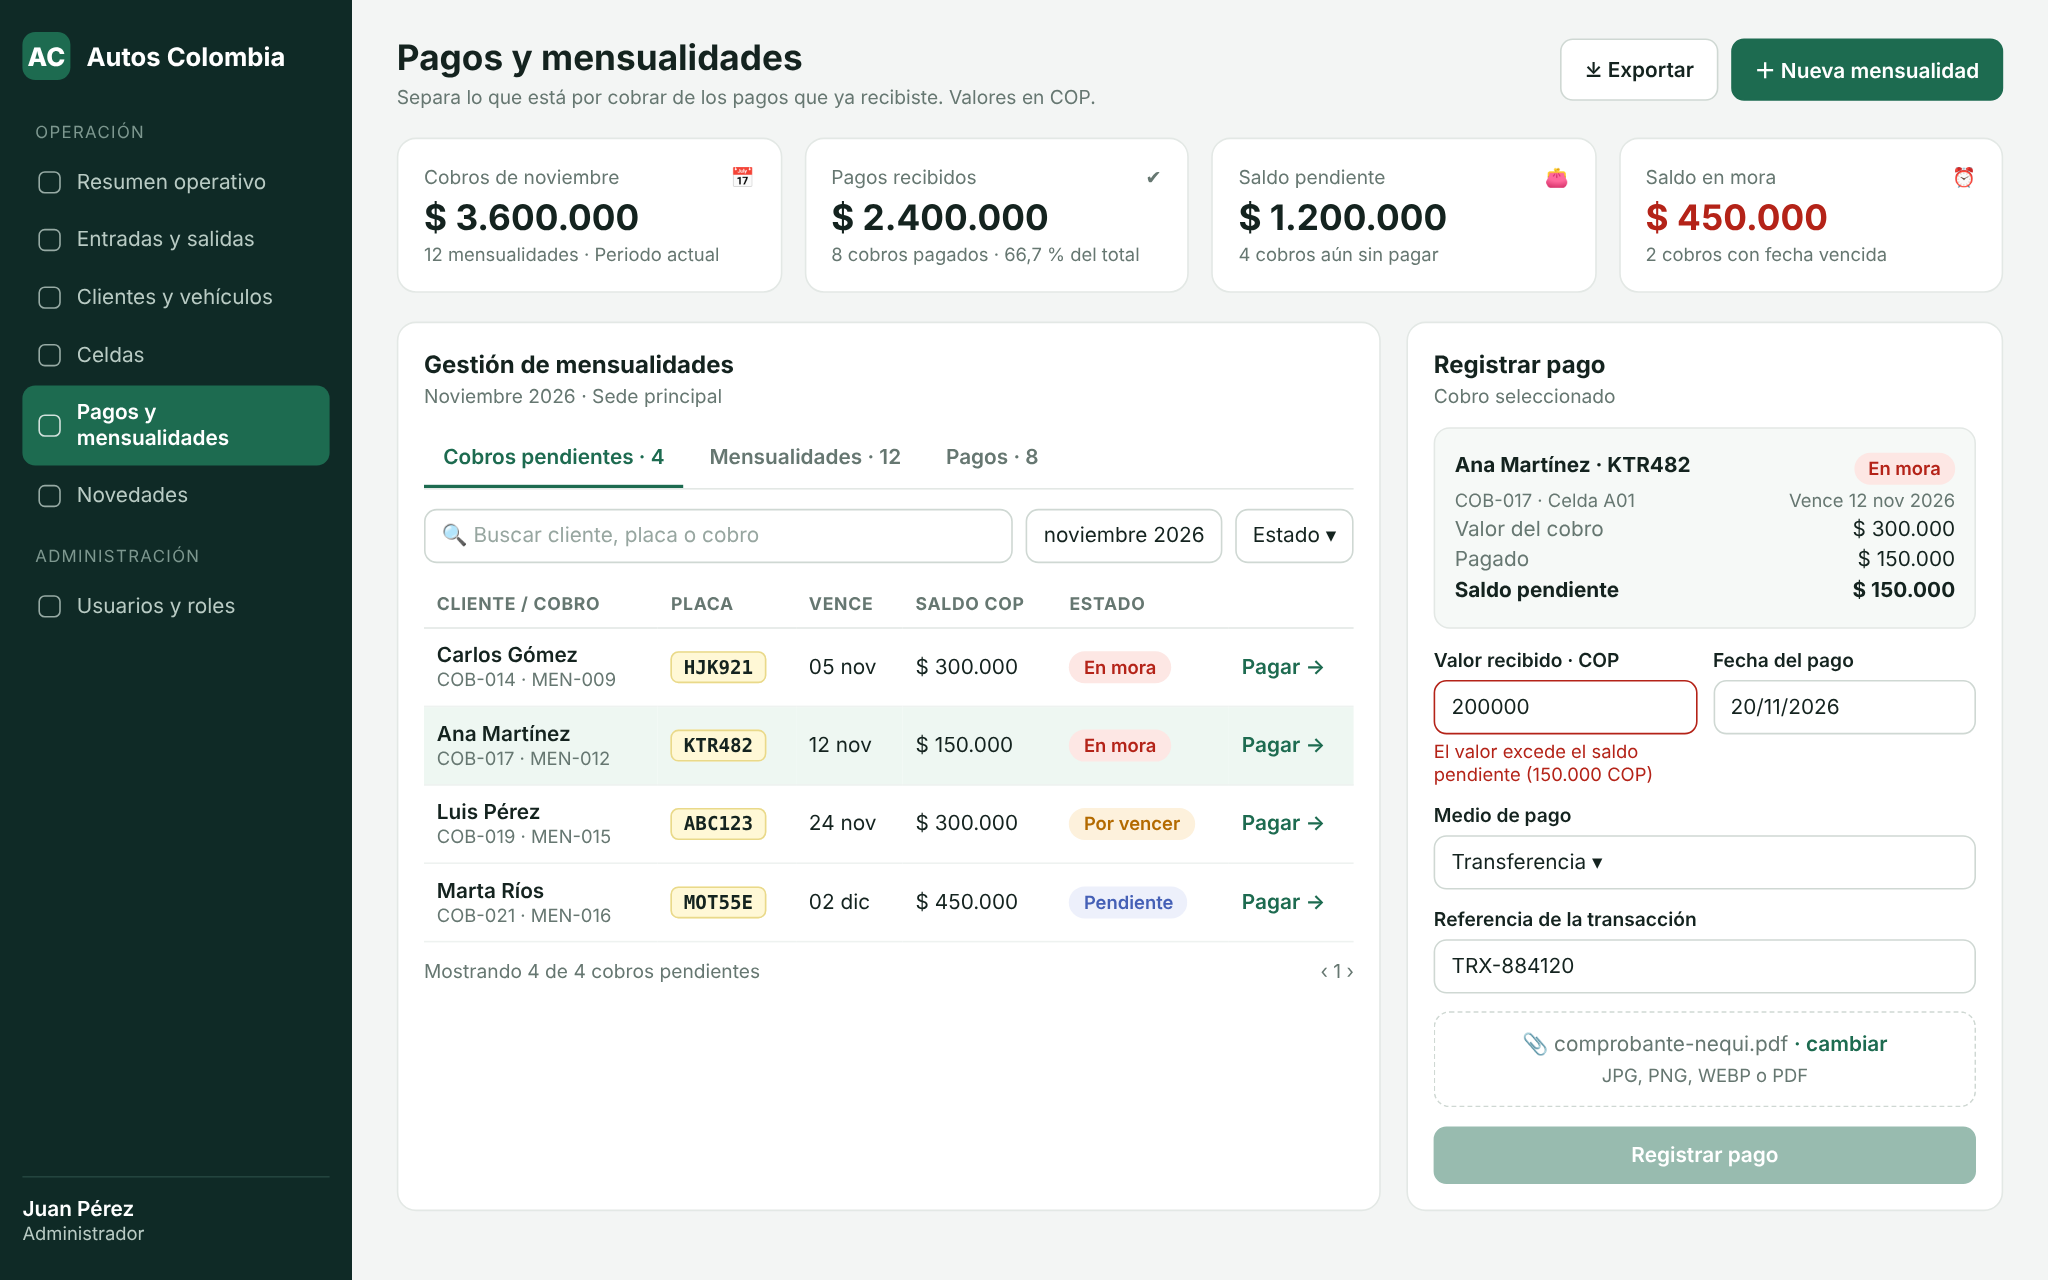 AC Autos Colombia
OPERACIÓN
Resumen operativo
Entradas y salidas
Clientes y vehículos
Celdas
Pagos y
mensualidades
Novedades
ADMINISTRACIÓN
Usuarios y roles
Juan Pérez
Administrador
Pagos y mensualidades
Separa lo que está por cobrar de los pagos que ya recibiste. Valores en COP.
Exportar
+ Nueva mensualidad
Cobros de noviembre
$ 3.600.000
12 mensualidades · Periodo actual
Pagos recibidos
$ 2.400.000
8 cobros pagados · 66,7 % del total
Saldo pendiente
$ 1.200.000
4 cobros aún sin pagar
Saldo en mora
$ 450.000
2 cobros con fecha vencida
Gestión de mensualidades
Noviembre 2026 · Sede principal
Cobros pendientes · 4 Mensualidades · 12 Pagos · 8
Buscar cliente, placa o cobro noviembre 2026 Estado ▾
CLIENTE / COBRO PLACA VENCE SALDO COP ESTADO
Carlos Gómez
COB-014 · MEN-009
HJK921 05 nov $ 300.000 En mora Pagar →
Ana Martínez
COB-017 · MEN-012
KTR482 12 nov $ 150.000 En mora Pagar →
Luis Pérez
COB-019 · MEN-015
ABC123 24 nov $ 300.000 Por vencer Pagar →
Marta Ríos
COB-021 · MEN-016
MOT55E 02 dic $ 450.000 Pendiente Pagar →
Mostrando 4 de 4 cobros pendientes ‹ 1 ›
Registrar pago
Cobro seleccionado
Ana Martínez · KTR482 En mora
COB-017 · Celda A01 Vence 12 nov 2026
Valor del cobro $ 300.000
Pagado $ 150.000
Saldo pendiente $ 150.000
Valor recibido · COP Fecha del pago
200000 20/11/2026
El valor excede el saldo
pendiente (150.000 COP)
Medio de pago
Transferencia ▾
Referencia de la transacción
TRX-884120
comprobante-nequi.pdf · cambiar
JPG, PNG, WEBP o PDF
Registrar pago